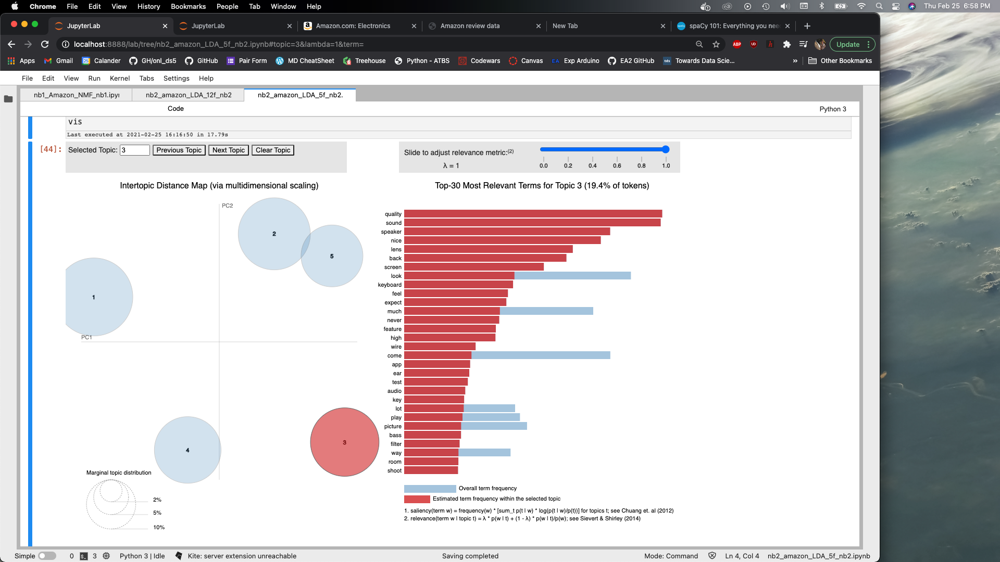 Chrome File Edit View History Bookmarks People Tab Window Help Thu Feb 25 6:58 PM
JupyterLab JupyterLab Amazon.com: Electronics Amazon review data New Tab spaCy 101: Everything you nee
localhost:8888/lab/tree/nb2_amazon_LDA_5f_nb2.ipynb#topic=3&lambda=1&term= ABP UD h Update
Apps Gmail 25 Calander GH/onl_ds5 GitHub Pair Form MD CheatSheet Treehouse Python - ATBS Codewars Canvas EA Exp Arduino EA2 GitHub tds Towards Data Scie... » Other Bookmarks
File Edit View Run Kernel Tabs Settings Help
nb1_Amazon_NMF_nb1.ipyı nb2_amazon_LDA_12f_nb2 nb2_amazon_LDA_5f_nb2.
Code Python 3
vis
Last executed at 2021-02-25 16:16:50 in 17.79s
[44]: Selected Topic: 3 Previous Topic Next Topic Clear Topic
Slide to adjust relevance metric:(2)
λ = 1
0.0 0.2 0.4 0.6 0.8 1.0
Intertopic Distance Map (via multidimensional scaling)
PC2
2
5
1
PC1
4
3
Marginal topic distribution
2%
5%
10%
Top-30 Most Relevant Terms for Topic 3 (19.4% of tokens)
quality
sound
speaker
nice
lens
back
screen
look
keyboard
feel
expect
much
never
feature
high
wire
come
app
ear
test
audio
key
lot
play
picture
bass
filter
way
room
shoot
Overall term frequency
Estimated term frequency within the selected topic
1. saliency(term w) = frequency(w) * [sum_t p(t | w) * log(p(t | w)/p(t))] for topics t; see Chuang et. al (2012)
2. relevance(term w | topic t) = λ * p(w | t) + (1 - λ) * p(w | t)/p(w); see Sievert & Shirley (2014)
Simple 0 $_ 3 Python 3 | Idle Kite: server extension unreachable Saving completed Mode: Command Ln 4, Col 4 nb2_amazon_LDA_5f_nb2.ipynb